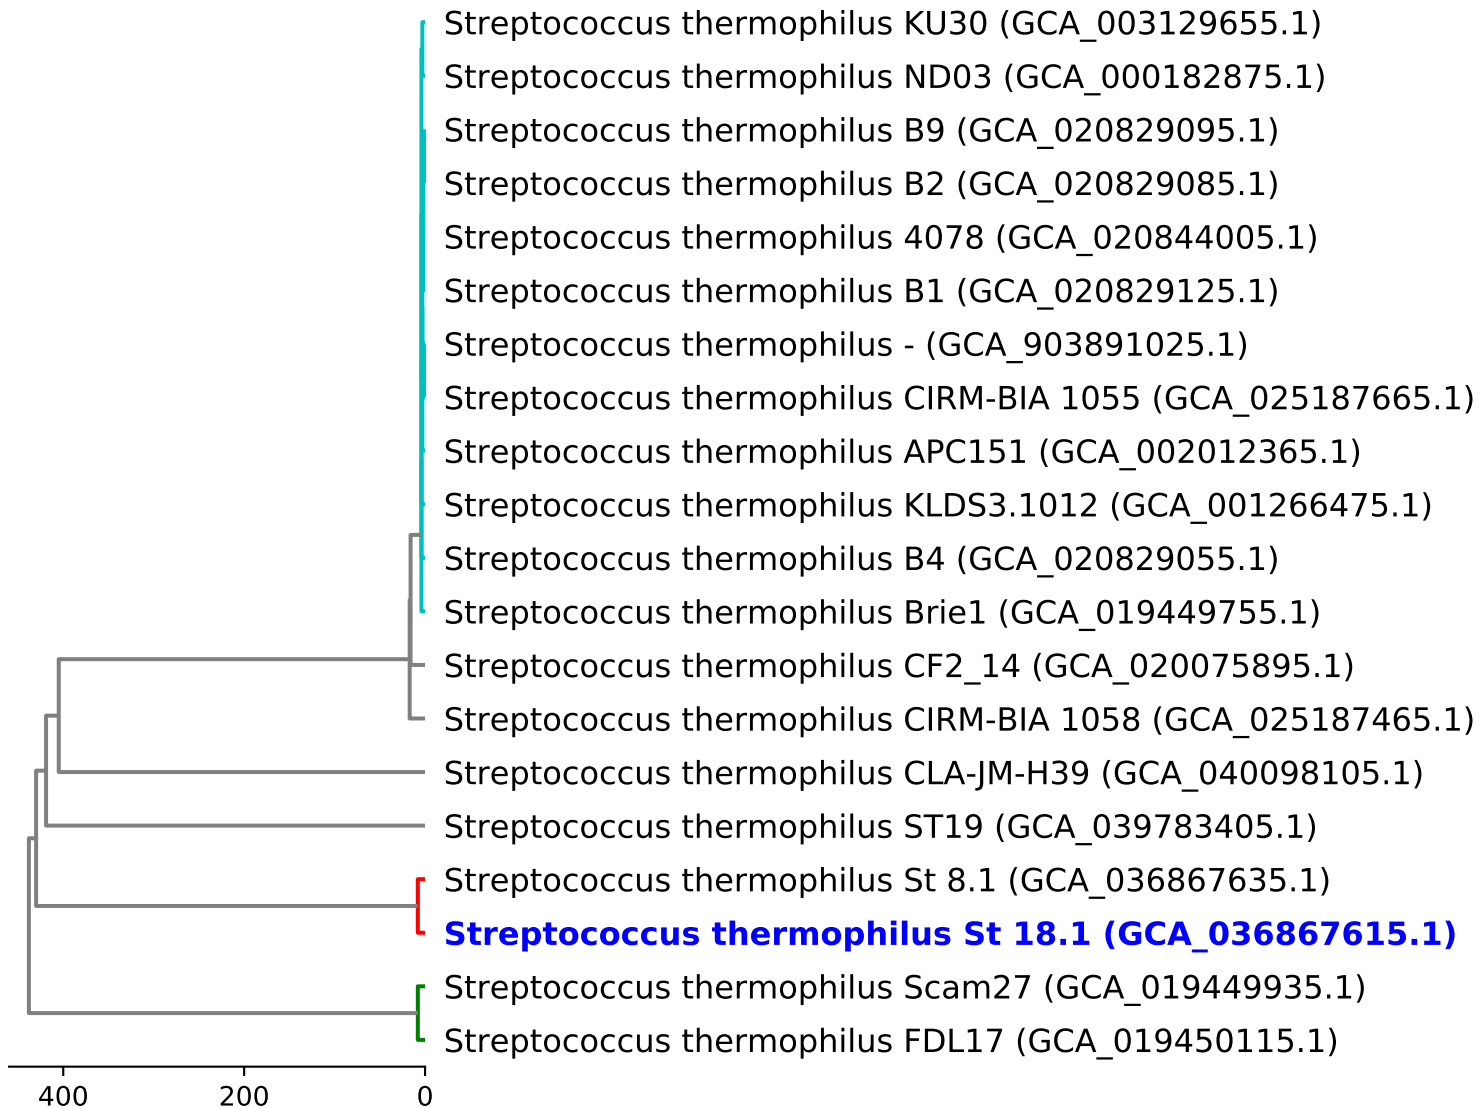 Streptococcus thermophilus KU30 (GCA_003129655.1)
Streptococcus thermophilus ND03 (GCA_000182875.1)
Streptococcus thermophilus B9 (GCA_020829095.1)
Streptococcus thermophilus B2 (GCA_020829085.1)
Streptococcus thermophilus 4078 (GCA_020844005.1)
Streptococcus thermophilus B1 (GCA_020829125.1)
Streptococcus thermophilus - (GCA_903891025.1)
Streptococcus thermophilus CIRM-BIA 1055 (GCA_025187665.1)
Streptococcus thermophilus APC151 (GCA_002012365.1)
Streptococcus thermophilus KLDS3.1012 (GCA_001266475.1)
Streptococcus thermophilus B4 (GCA_020829055.1)
Streptococcus thermophilus Brie1 (GCA_019449755.1)
Streptococcus thermophilus CF2_14 (GCA_020075895.1)
Streptococcus thermophilus CIRM-BIA 1058 (GCA_025187465.1)
Streptococcus thermophilus CLA-JM-H39 (GCA_040098105.1)
Streptococcus thermophilus ST19 (GCA_039783405.1)
Streptococcus thermophilus St 8.1 (GCA_036867635.1)
Streptococcus thermophilus St 18.1 (GCA_036867615.1)
Streptococcus thermophilus Scam27 (GCA_019449935.1)
Streptococcus thermophilus FDL17 (GCA_019450115.1)
400 200 0